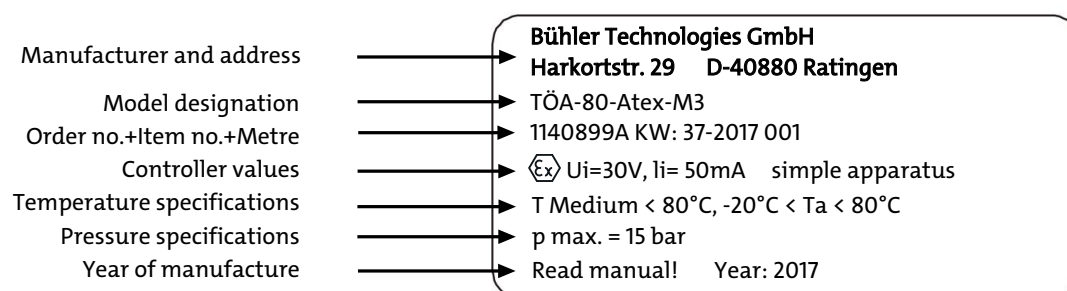 Manufacturer and address
Bühler Technologies GmbH
Harkortstr. 29 D-40880 Ratingen
Model designation TÖA-80-Atex-M3
Order no.+Item no.+Metre 1140899A KW: 37-2017 001
Controller values Ex Ui=30V, li= 50mA simple apparatus
Temperature specifications T Medium < 80°C, -20°C < Ta < 80°C
Pressure specifications p max. = 15 bar
Year of manufacture Read manual! Year: 2017